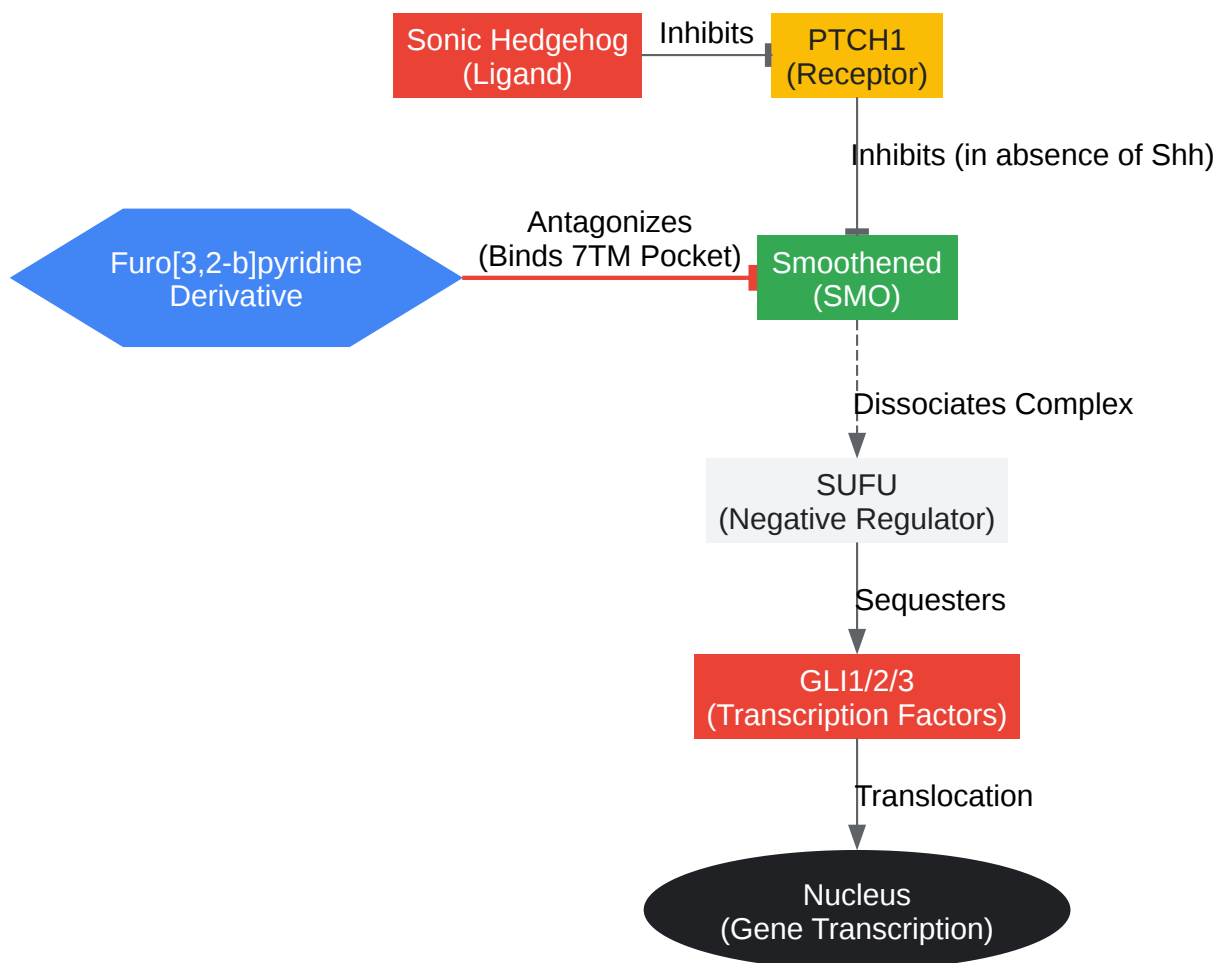 Sonic Hedgehog
(Ligand)
Inhibits
PTCH1
(Receptor)
Inhibits (in absence of Shh)
Furo[3,2-b]pyridine
Derivative
Antagonizes
(Binds 7TM Pocket)
Smoothened
(SMO)
Dissociates Complex
SUFU
(Negative Regulator)
Sequesters
GLI1/2/3
(Transcription Factors)
Translocation
Nucleus
(Gene Transcription)